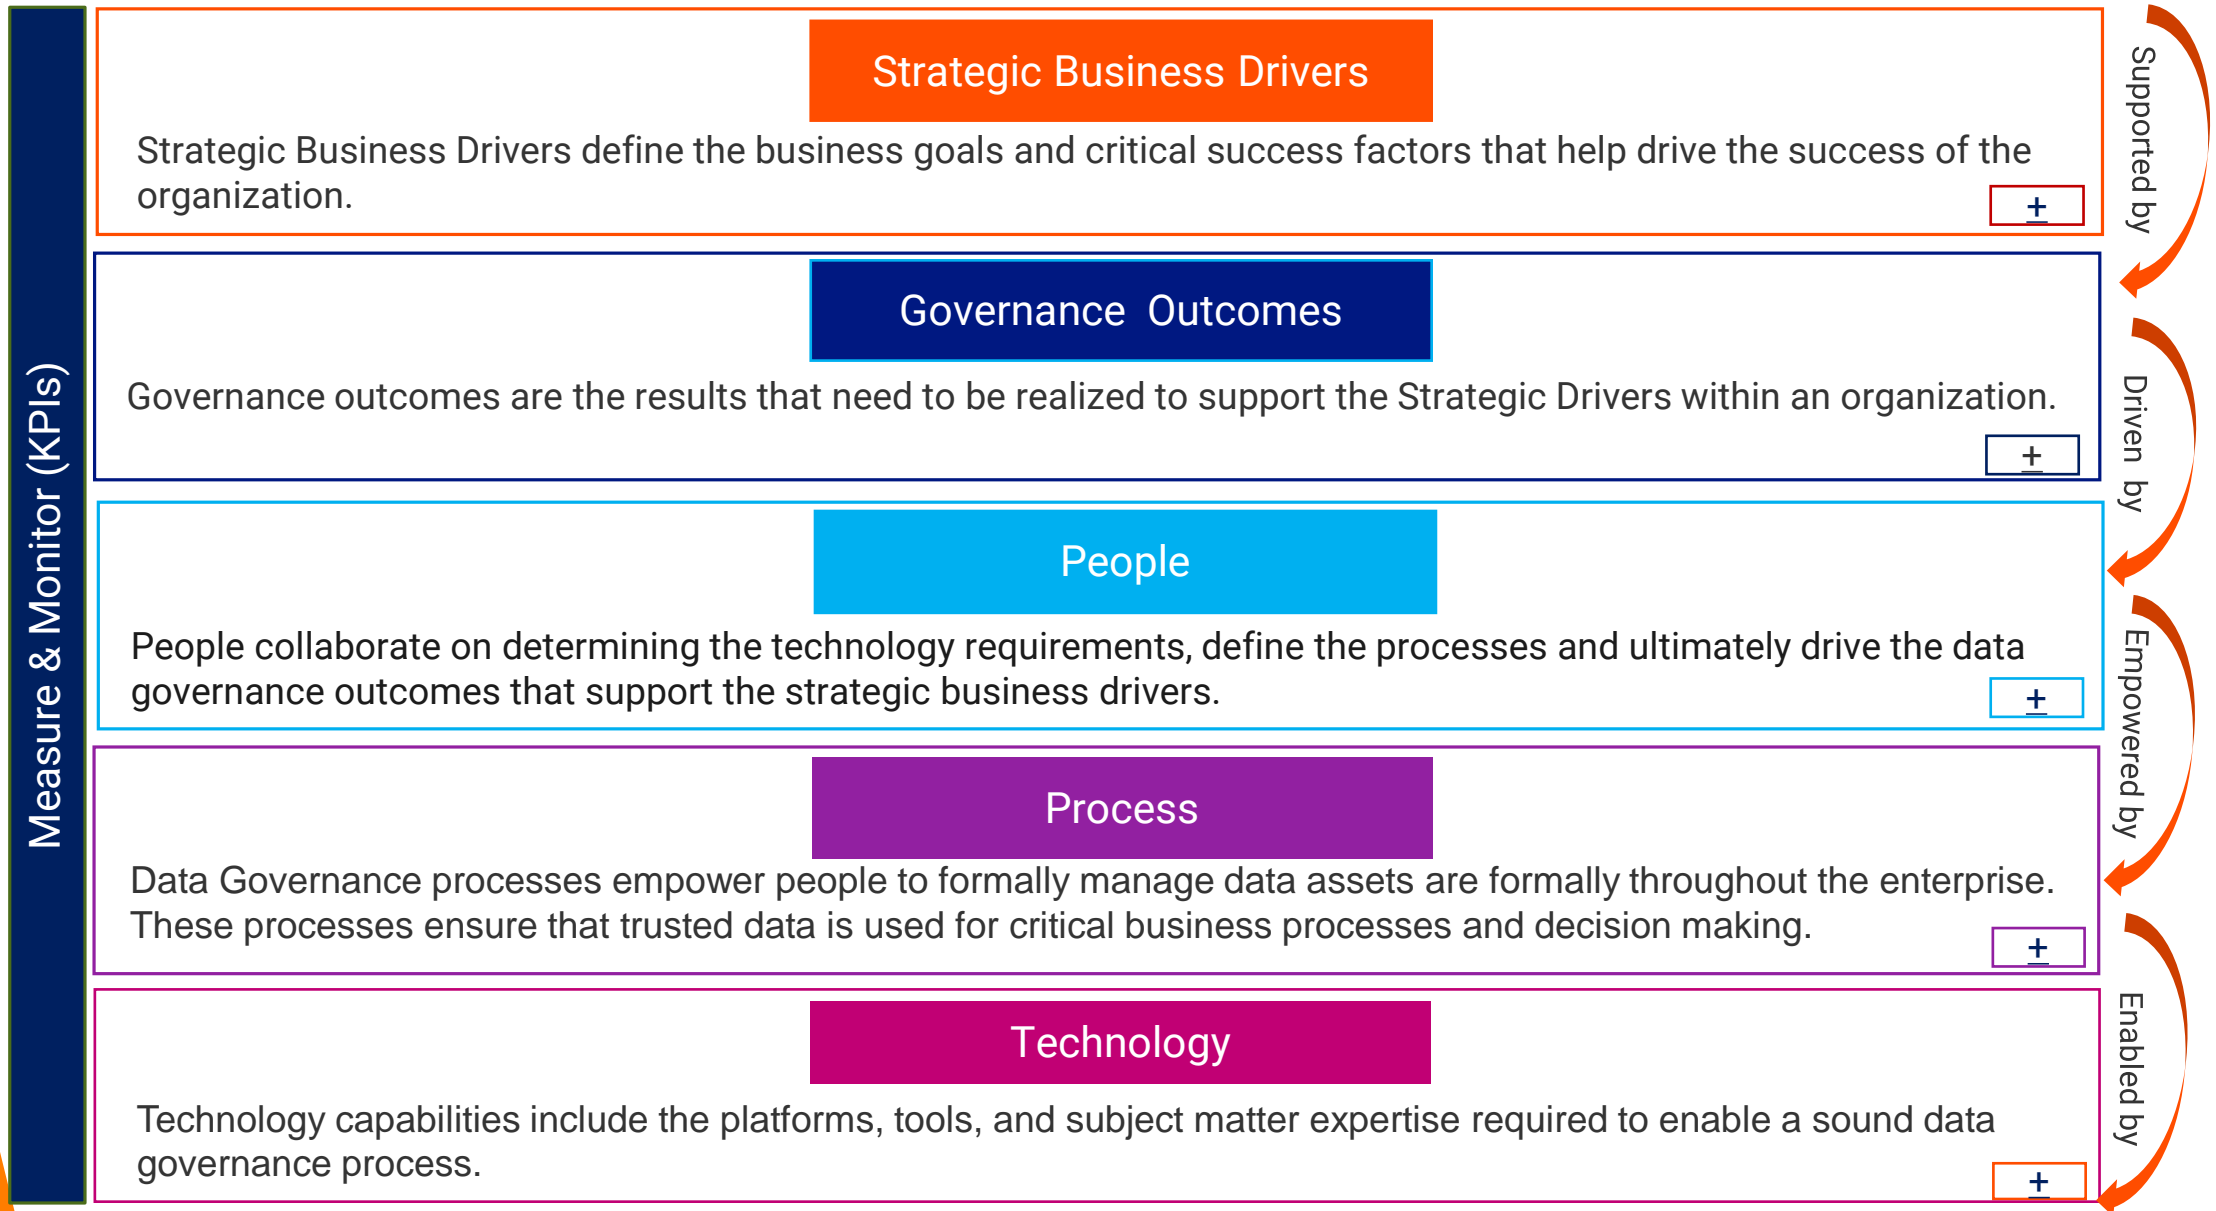 Measure & Monitor (KPIs)
Strategic Business Drivers
Strategic Business Drivers define the business goals and critical success factors that help drive the success of the
organization.
+
Supported by
Governance  Outcomes
Governance outcomes are the results that need to be realized to support the Strategic Drivers within an organization.
+
Driven by
People
People collaborate on determining the technology requirements, define the processes and ultimately drive the data
governance outcomes that support the strategic business drivers.
+
Empowered by
Process
Data Governance processes empower people to formally manage data assets are formally throughout the enterprise.
These processes ensure that trusted data is used for critical business processes and decision making.
+
Enabled by
Technology
Technology capabilities include the platforms, tools, and subject matter expertise required to enable a sound data
governance process.
+